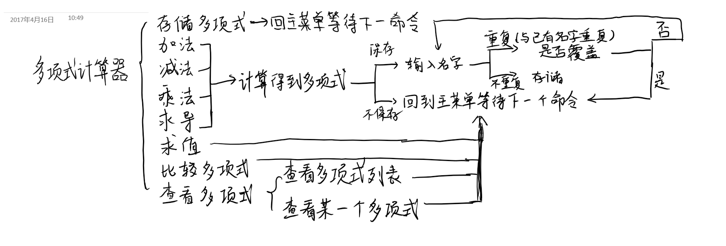 2017年4月16日 10:49
多项式计算器
存储多项式→回主菜单等待下一命令
加法
减法
乘法
求导
→计算得到多项式
保存
输入名字
重复(与已有名字重复)
是否覆盖
否
是
不重复 存储
不保存
回到主菜单等待下一个命令
求值
比较多项式
查看多项式
查看多项式列表
查看某一个多项式